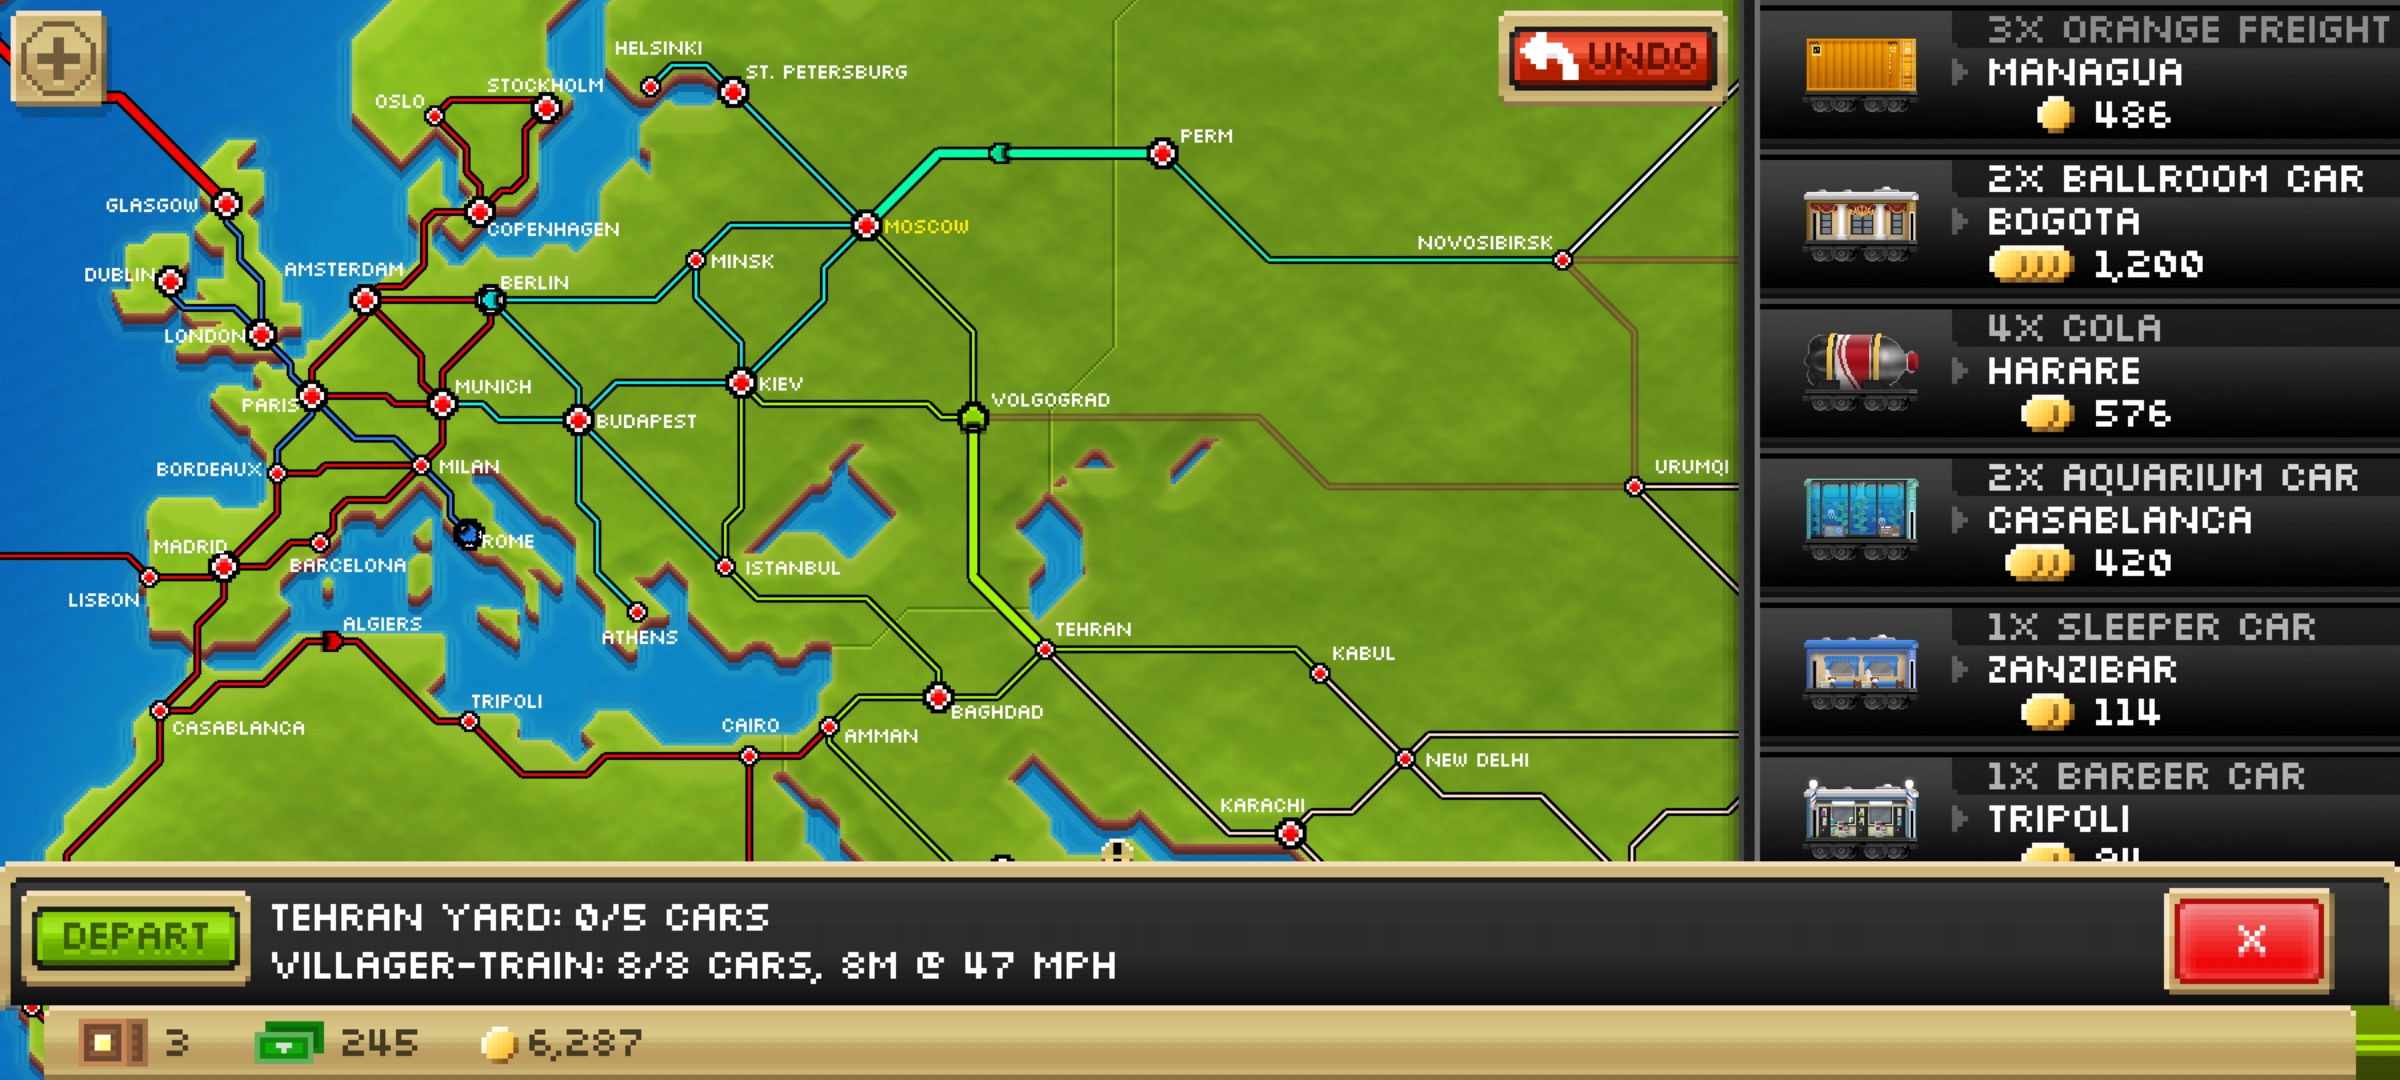 HELSINKI
ST. PETERSBURG
UNDO
STOCKHOLM
OSLO
PERM
GLASGOW
COPENHAGEN
MOSCOW
NOVOSIBIRSK
DUBLIN
AMSTERDAM
BERLIN
MINSK
LONDON
PARIS
MUNICH
KIEV
BUDAPEST
VOLGOGRAD
BORDEAUX
MILAN
URUMQI
MADRID
ROME
BARCELONA
ISTANBUL
LISBON
ALGIERS
ATHENS
TEHRAN
KABUL
TRIPOLI
CASABLANCA
CAIRO
AMMAN
BAGHDAD
NEW DELHI
KARACHI
3X ORANGE FREIGHT
MANAGUA
486
2X BALLROOM CAR
BOGOTA
1,200
4X COLA
HARARE
576
2X AQUARIUM CAR
CASABLANCA
420
1X SLEEPER CAR
ZANZIBAR
114
1X BARBER CAR
TRIPOLI
DEPART
TEHRAN YARD: 0/5 CARS
VILLAGER-TRAIN: 8/8 CARS, 8M @ 47 MPH
X
3
245
6,287